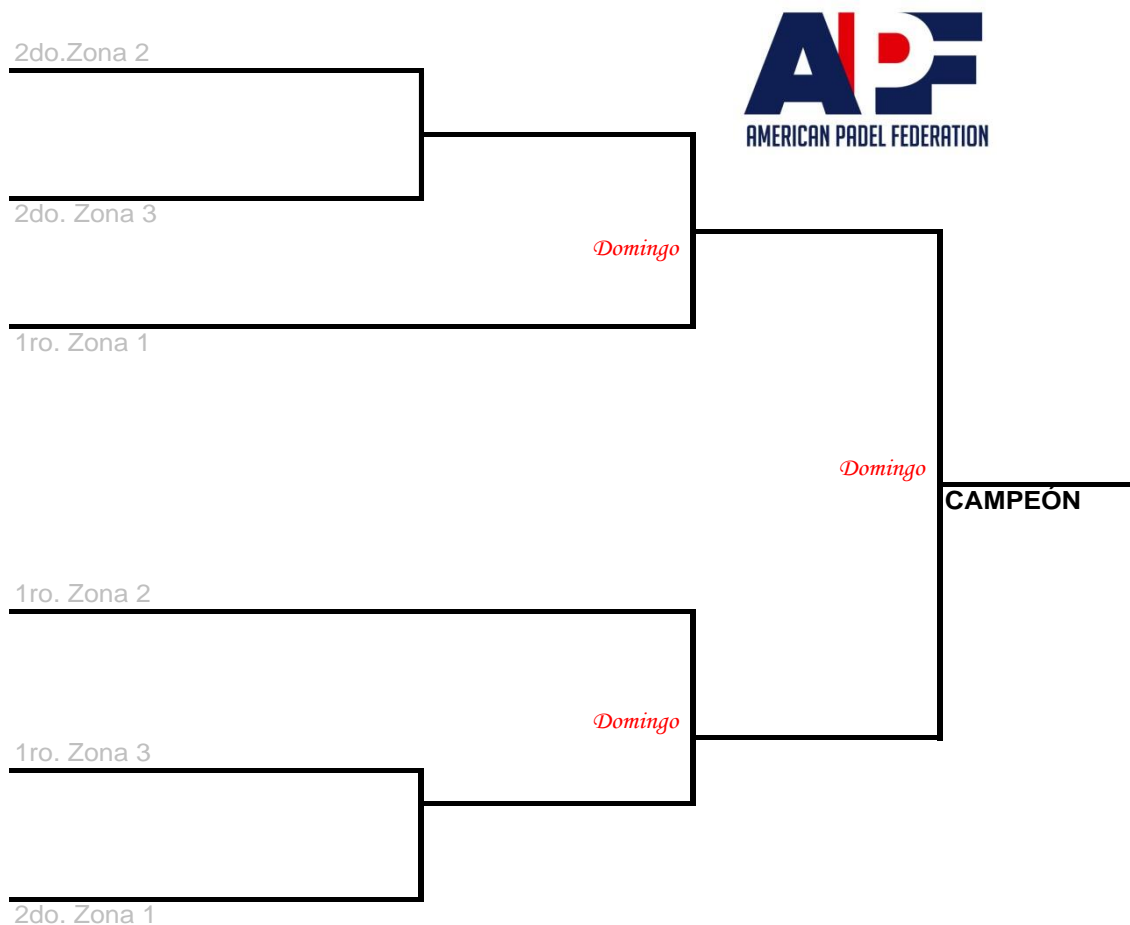 2do.Zona 2
APF
AMERICAN PADEL FEDERATION
2do. Zona 3
Domingo
1ro. Zona 1
Domingo
CAMPEÓN
1ro. Zona 2
Domingo
1ro. Zona 3
2do. Zona 1